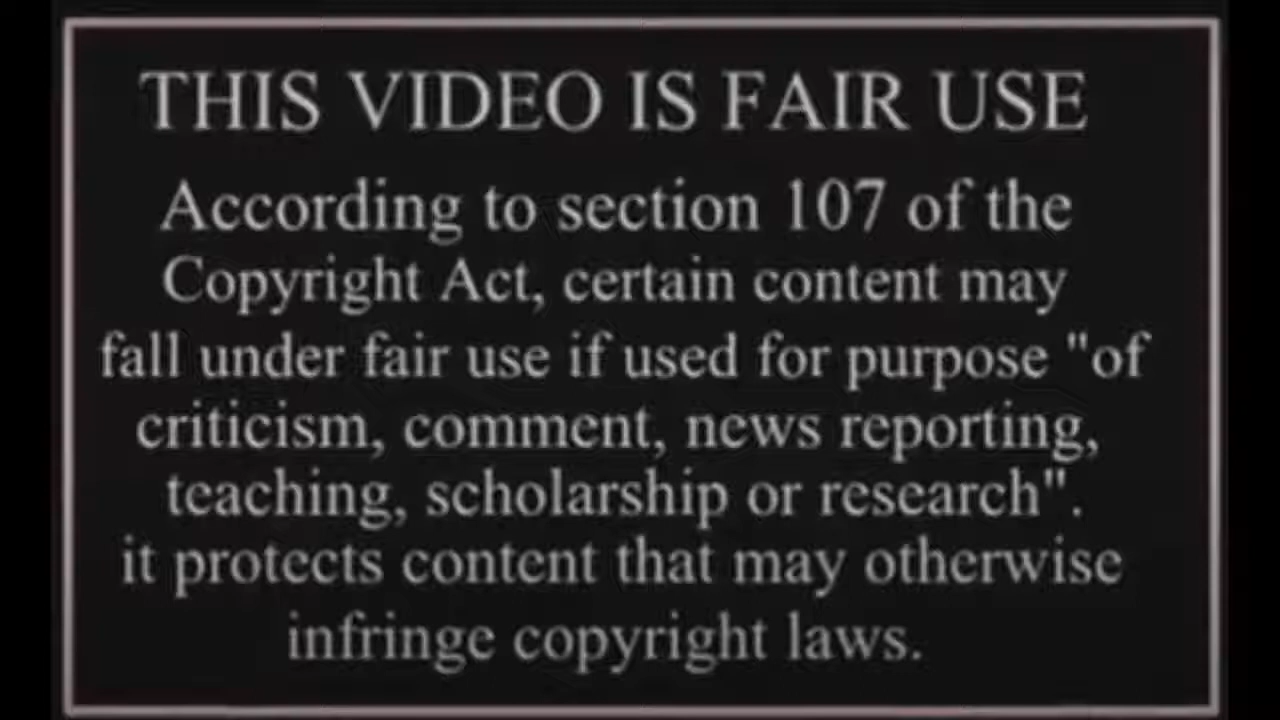 THIS VIDEO IS FAIR USE
According to section 107 of the
Copyright Act, certain content may
fall under fair use if used for purpose "of
criticism, comment, news reporting,
teaching, scholarship or research".
it protects content that may otherwise
infringe copyright laws.